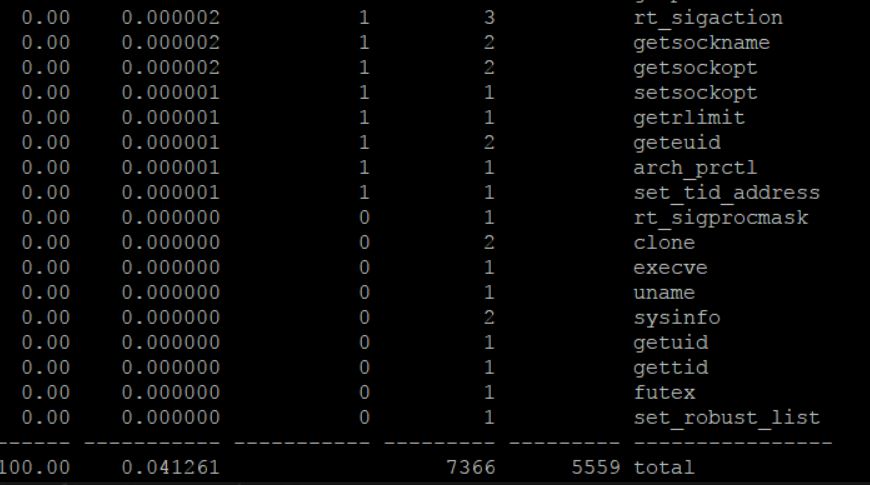 0.00 0.000002 1 3 rt_sigaction
0.00 0.000002 1 2 getsockname
0.00 0.000002 1 2 getsockopt
0.00 0.000001 1 1 setsockopt
0.00 0.000001 1 1 getrlimit
0.00 0.000001 1 2 geteuid
0.00 0.000001 1 1 arch_prctl
0.00 0.000001 1 1 set_tid_address
0.00 0.000000 0 1 rt_sigprocmask
0.00 0.000000 0 2 clone
0.00 0.000000 0 1 execve
0.00 0.000000 0 1 uname
0.00 0.000000 0 2 sysinfo
0.00 0.000000 0 1 getuid
0.00 0.000000 0 1 gettid
0.00 0.000000 0 1 futex
0.00 0.000000 0 1 set_robust_list
------ ----------- ----------- --------- --------- ----------------
100.00 0.041261 7366 5559 total